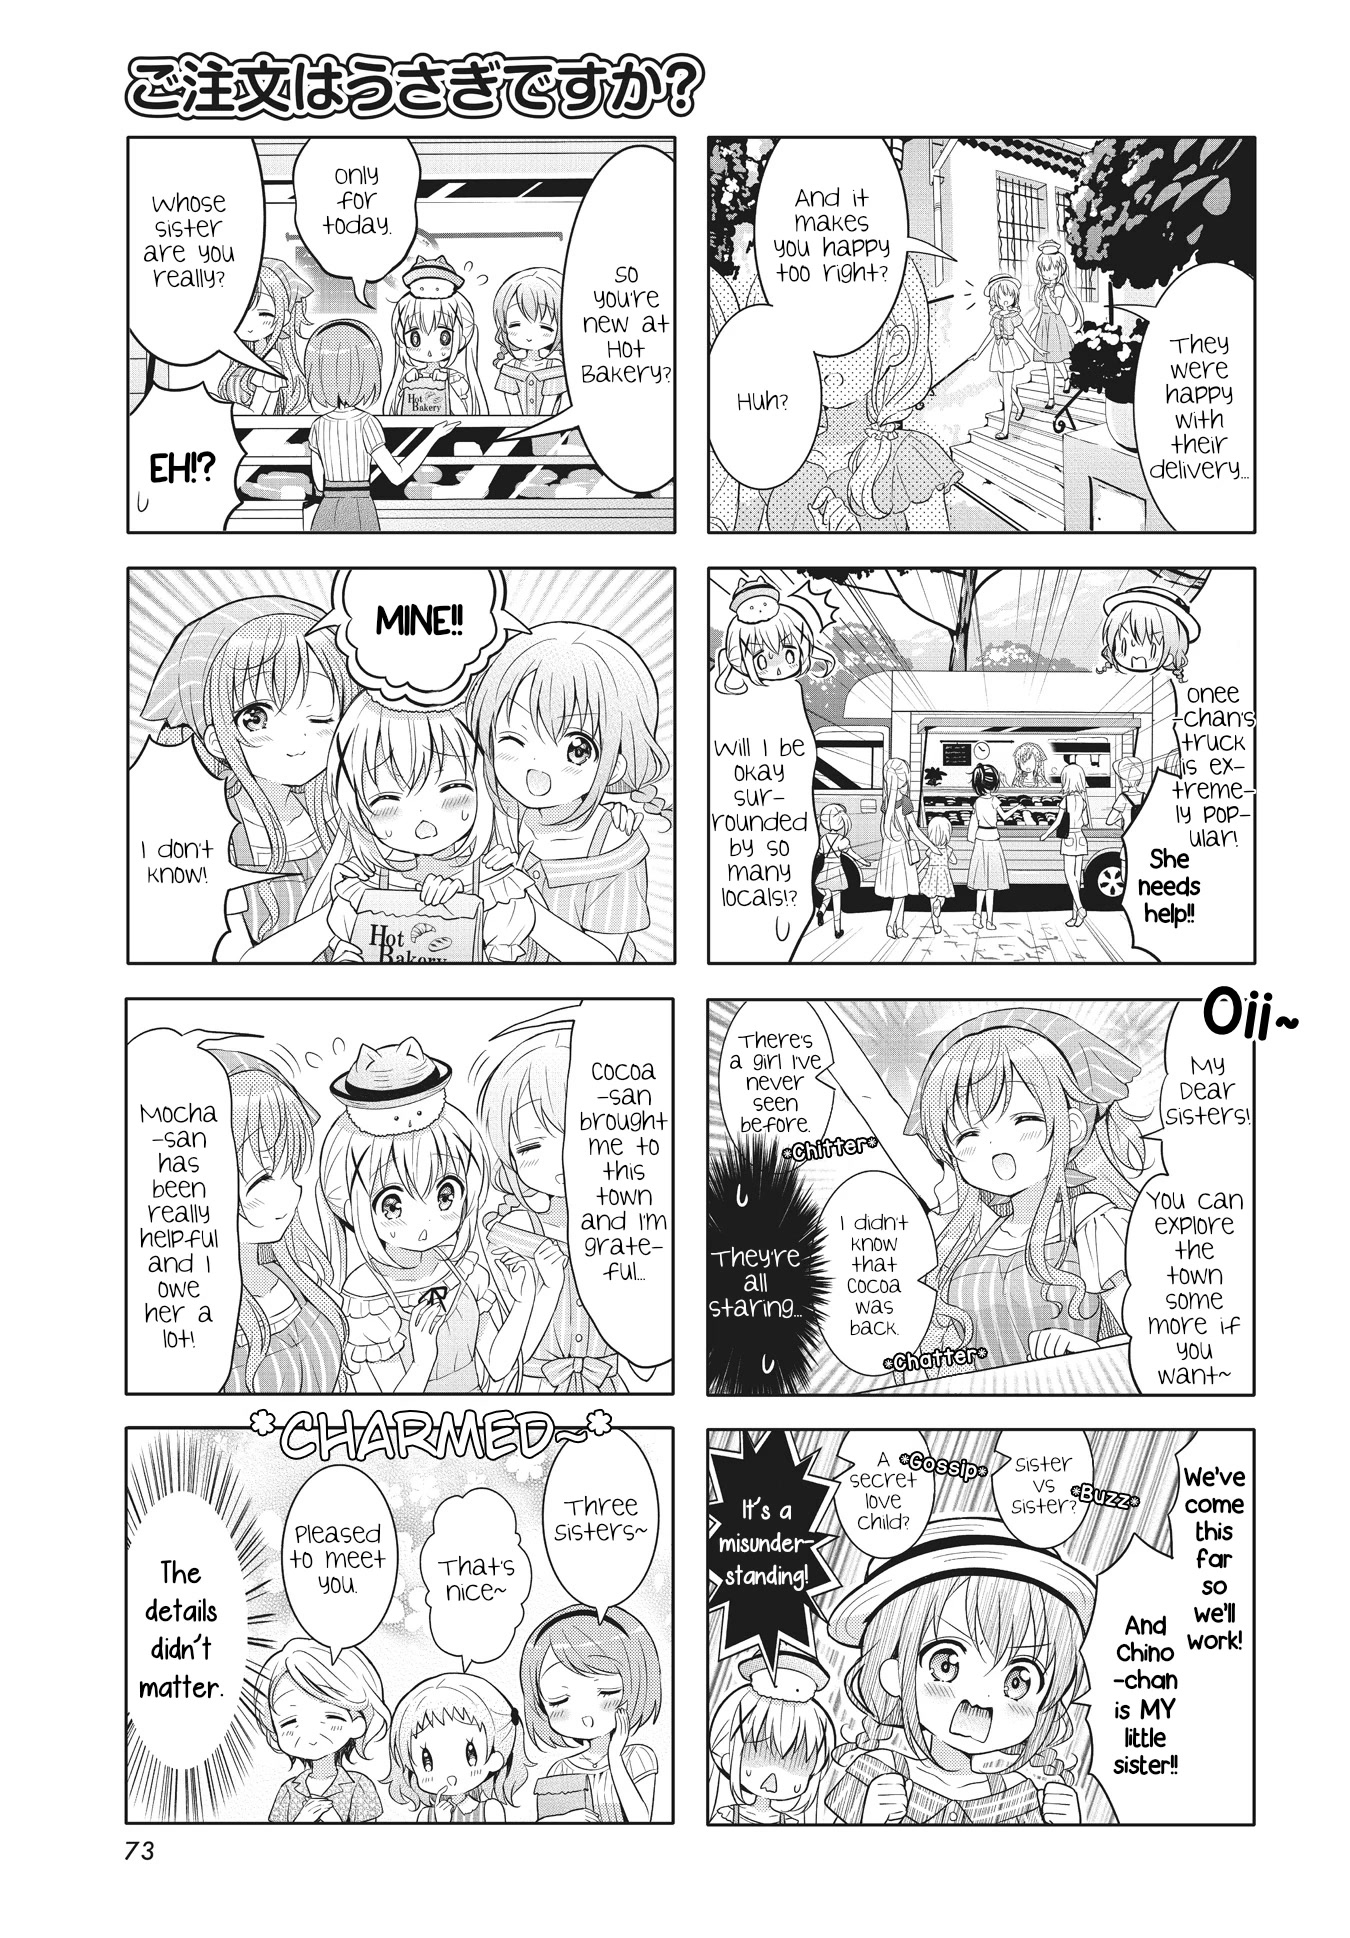 ご注文はうさぎですか?
They
were
happy
with
their
delivery...
And it
makes
you happy
too right?
Huh?
Onee
-chan's
truck
is ex-
treme-
ly pop-
ular!
She
needs
help!!
Will I be
okay
sur-
rounded
by so
many
locals!?
Oii~
My
Dear
Sisters!
You can
explore
the
town
some
more if
you
want~
There's
a girl I've
never
seen
before.
*Chitter*
I didn't
know
that
Cocoa
was
back.
*Chatter*
They're
all
staring...
We've
come
this
far
so
we'll
work!
And
Chino
-chan
is MY
little
sister!!
Sister
vs
Sister?
*Buzz*
*Gossip*
A
secret
love
child?
It's a
misunder-
standing!
So
you're
new at
Hot
Bakery?
Only
for
today.
Whose
sister
are you
really?
Hot
Bakery
EH!?
MINE!!
I don't
know!
Hot
Bakery
Cocoa
-san
brought
me to
this
town
and I'm
grate-
ful...
Mocha
-san
has
been
really
helpful
and I
owe
her a
lot!
*CHARMED~*
Three
Sisters~
That's
nice~
Pleased
to meet
you.
The
details
didn't
matter.
73